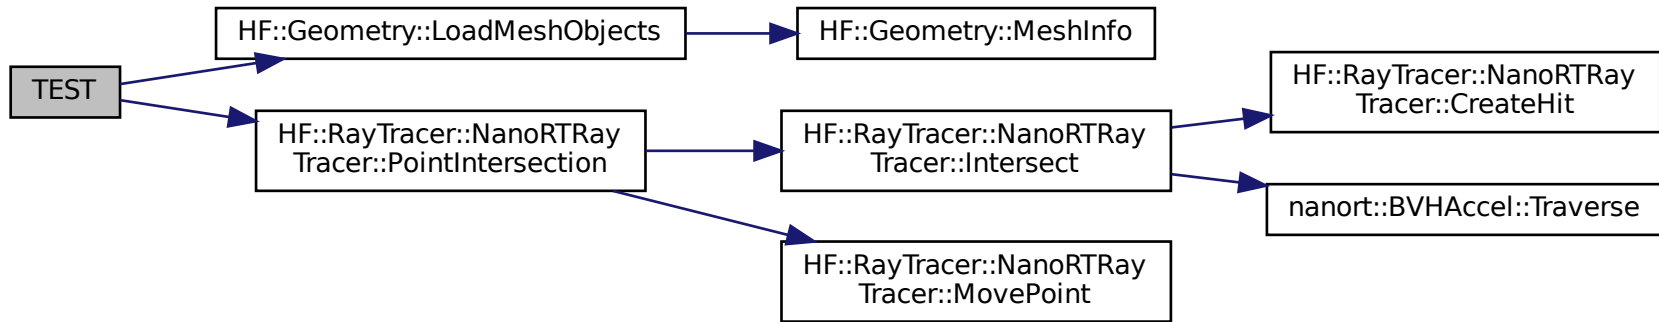 TEST
HF::Geometry::LoadMeshObjects
HF::Geometry::MeshInfo
HF::RayTracer::NanoRTRay
Tracer::PointIntersection
HF::RayTracer::NanoRTRay
Tracer::Intersect
HF::RayTracer::NanoRTRay
Tracer::CreateHit
nanort::BVHAccel::Traverse
HF::RayTracer::NanoRTRay
Tracer::MovePoint